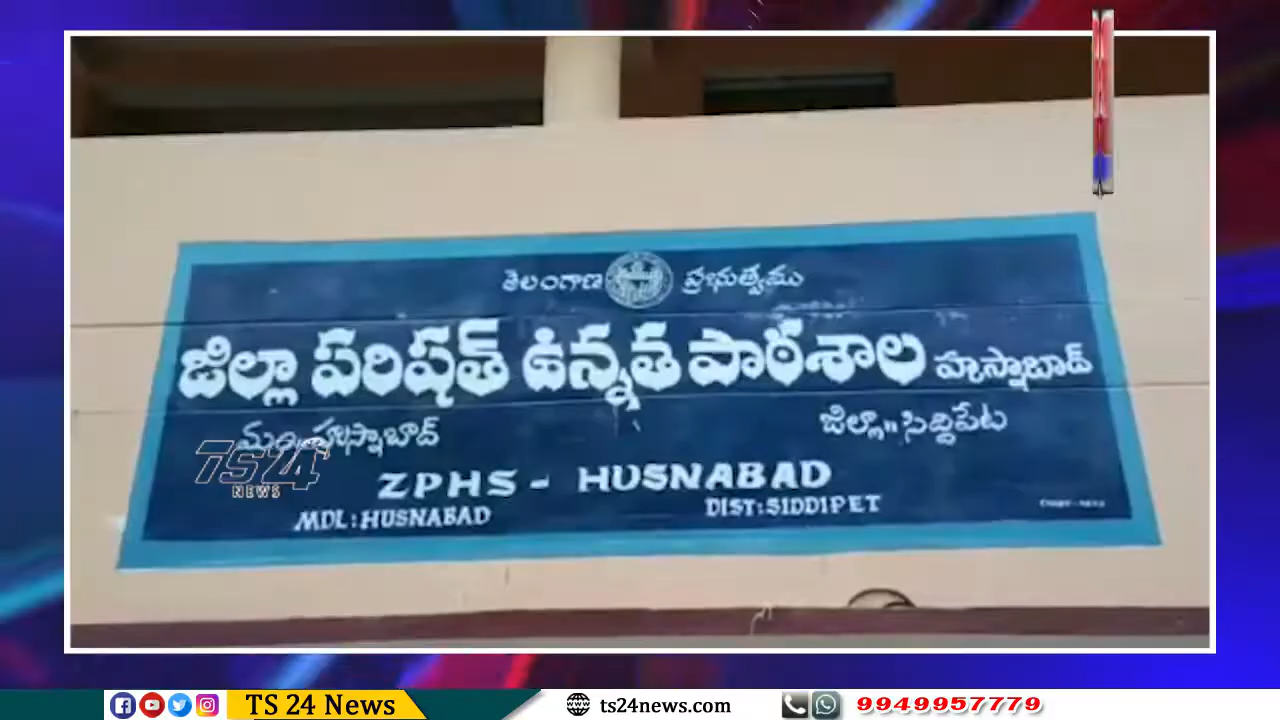 తెలంగాణ ప్రభుత్వము
జిల్లా పరిషత్ ఉన్నత పాఠశాల హుస్నాబాద్
మం॥హుస్నాబాద్ జిల్లా॥సిద్దిపేట
TS24
NEWS
ZPHS - HUSNABAD
MDL:HUSNABAD DIST:SIDDIPET
TS 24 News ts24news.com 9949957779